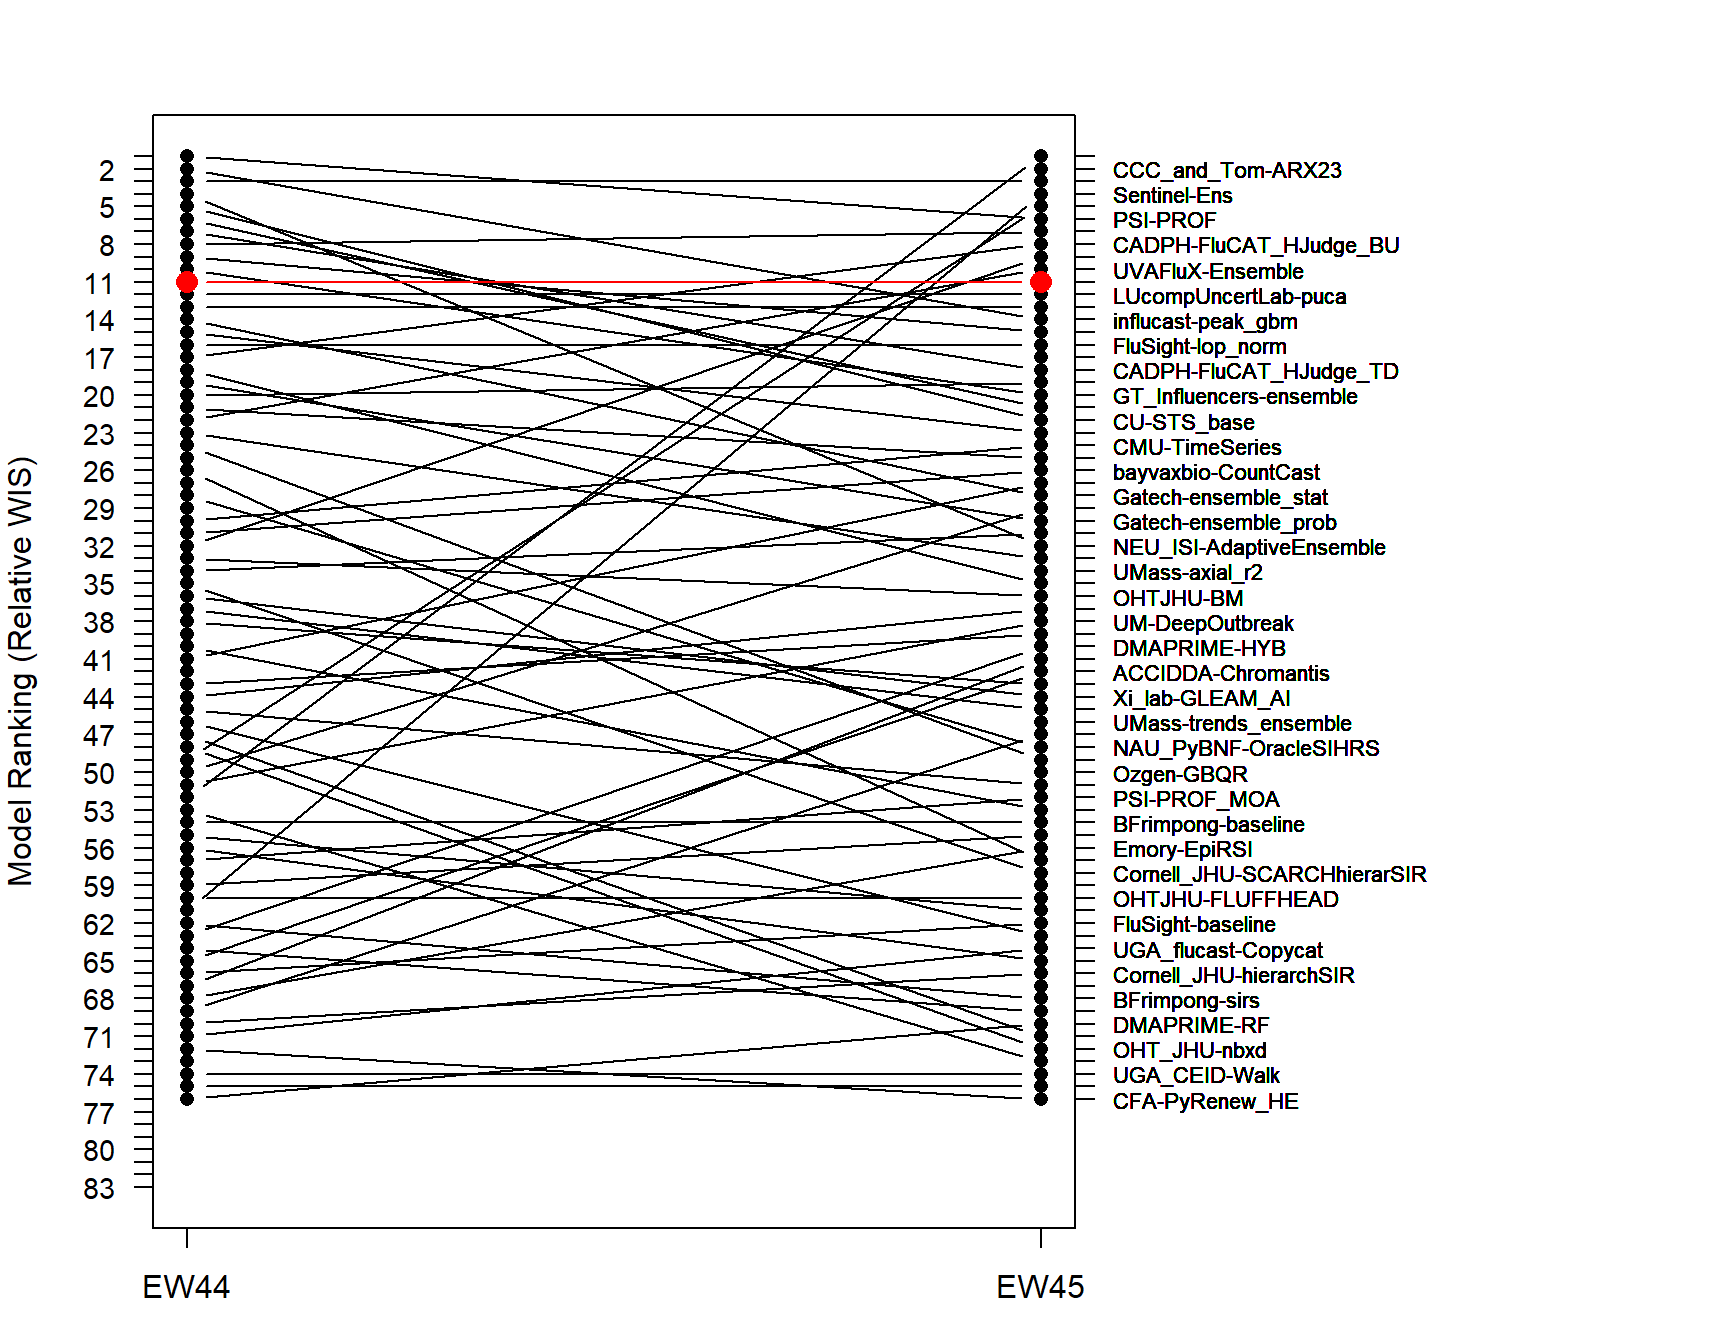 Model Ranking (Relative WIS)
2
5
8
11
14
17
20
23
26
29
32
35
38
41
44
47
50
53
56
59
62
65
68
71
74
77
80
83
CCC_and_Tom-ARX23
Sentinel-Ens
PSI-PROF
CADPH-FluCAT_HJudge_BU
UVAFluX-Ensemble
LUcompUncertLab-puca
influcast-peak_gbm
FluSight-lop_norm
CADPH-FluCAT_HJudge_TD
GT_Influencers-ensemble
CU-STS_base
CMU-TimeSeries
bayvaxbio-CountCast
Gatech-ensemble_stat
Gatech-ensemble_prob
NEU_ISI-AdaptiveEnsemble
UMass-axial_r2
OHTJHU-BM
UM-DeepOutbreak
DMAPRIME-HYB
ACCIDDA-Chromantis
Xi_lab-GLEAM_AI
UMass-trends_ensemble
NAU_PyBNF-OracleSIHRS
Ozgen-GBQR
PSI-PROF_MOA
BFrimpong-baseline
Emory-EpiRSI
Cornell_JHU-SCARCHhierarSIR
OHTJHU-FLUFFHEAD
FluSight-baseline
UGA_flucast-Copycat
Cornell_JHU-hierarchSIR
BFrimpong-sirs
DMAPRIME-RF
OHT_JHU-nbxd
UGA_CEID-Walk
CFA-PyRenew_HE
EW44
EW45